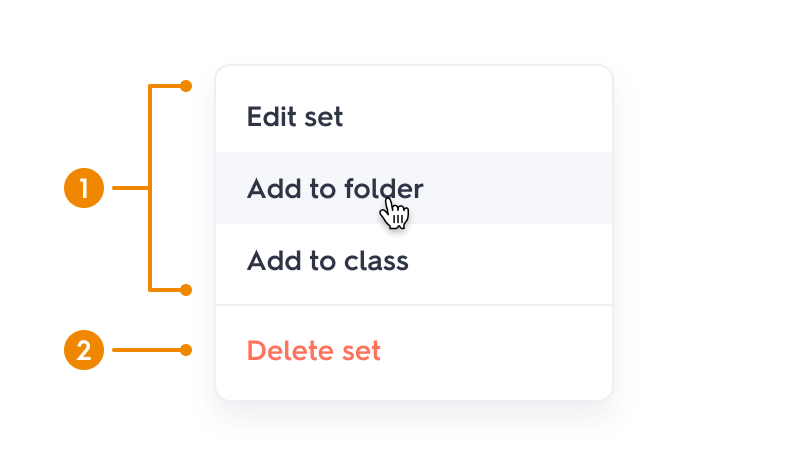 1
Edit set
Add to folder
Add to class
2
Delete set